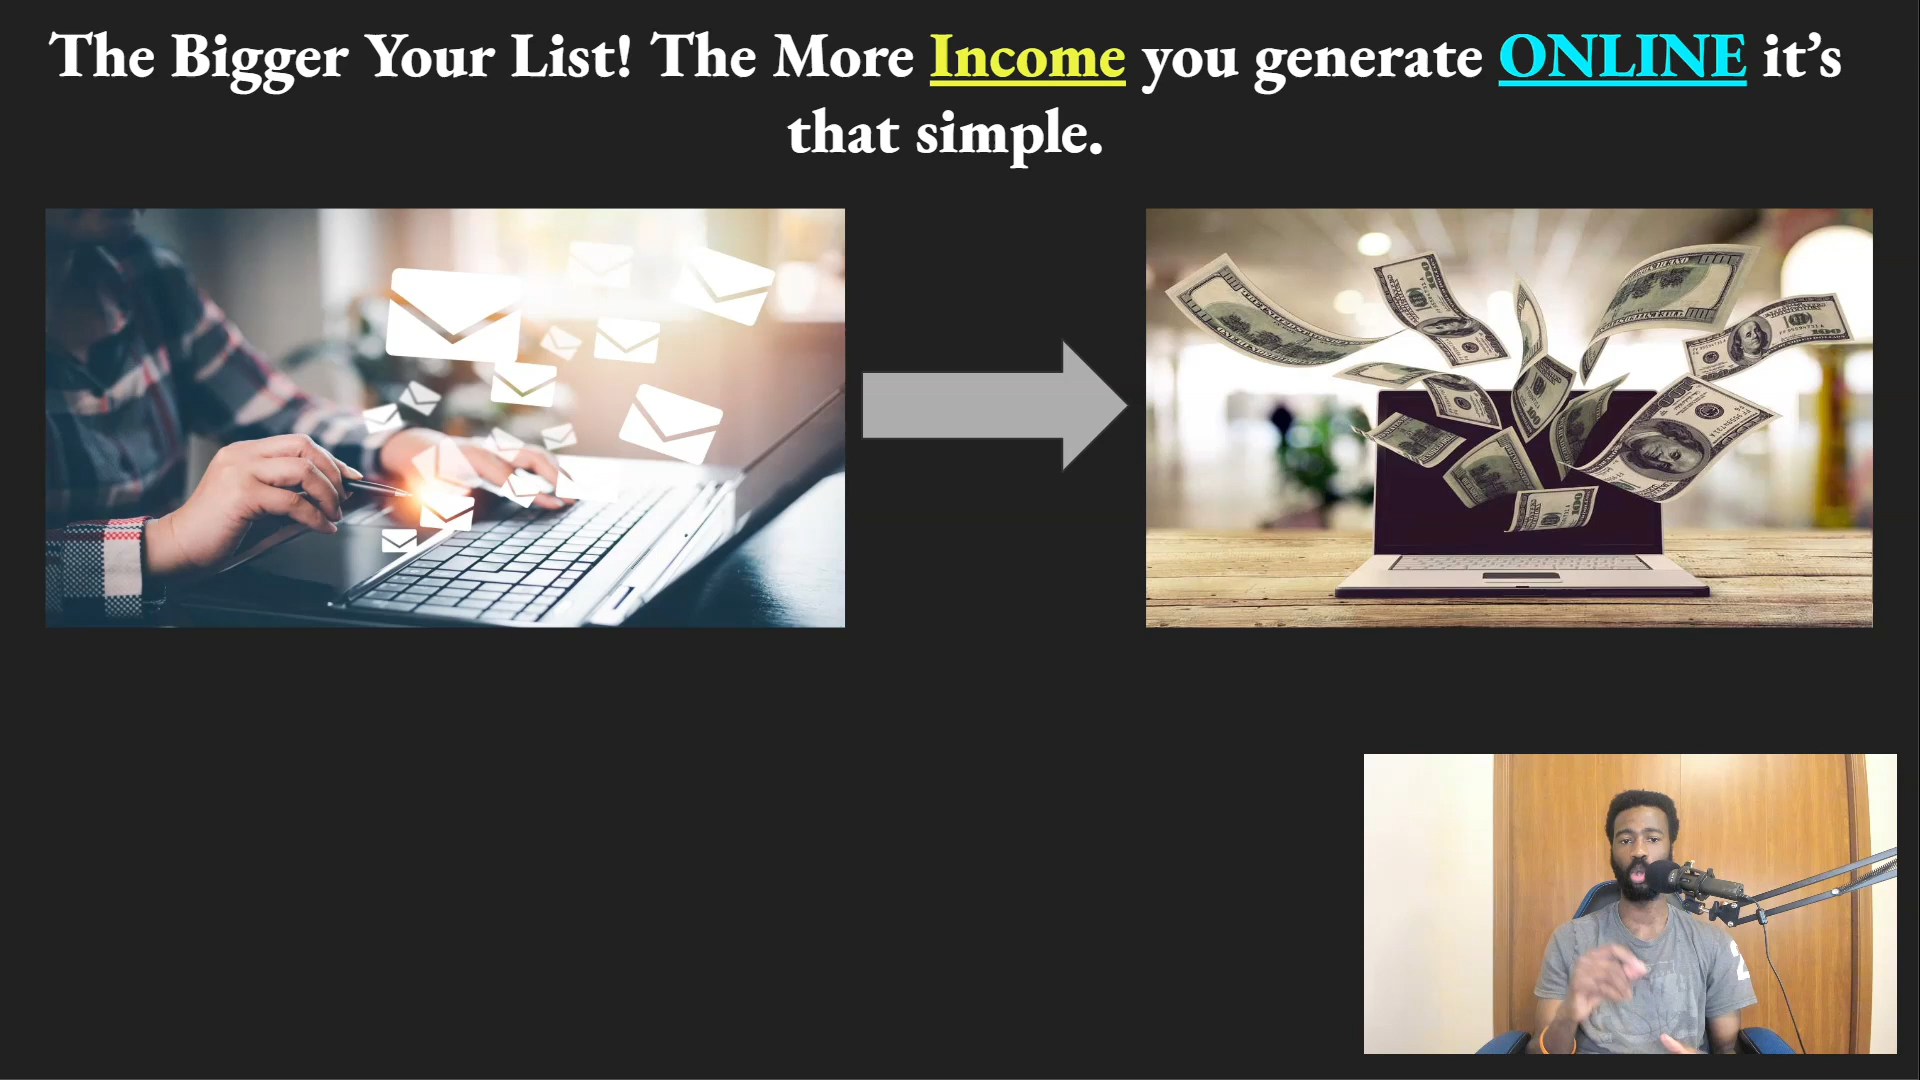 The Bigger Your List! The More Income you generate ONLINE it’s
that simple.